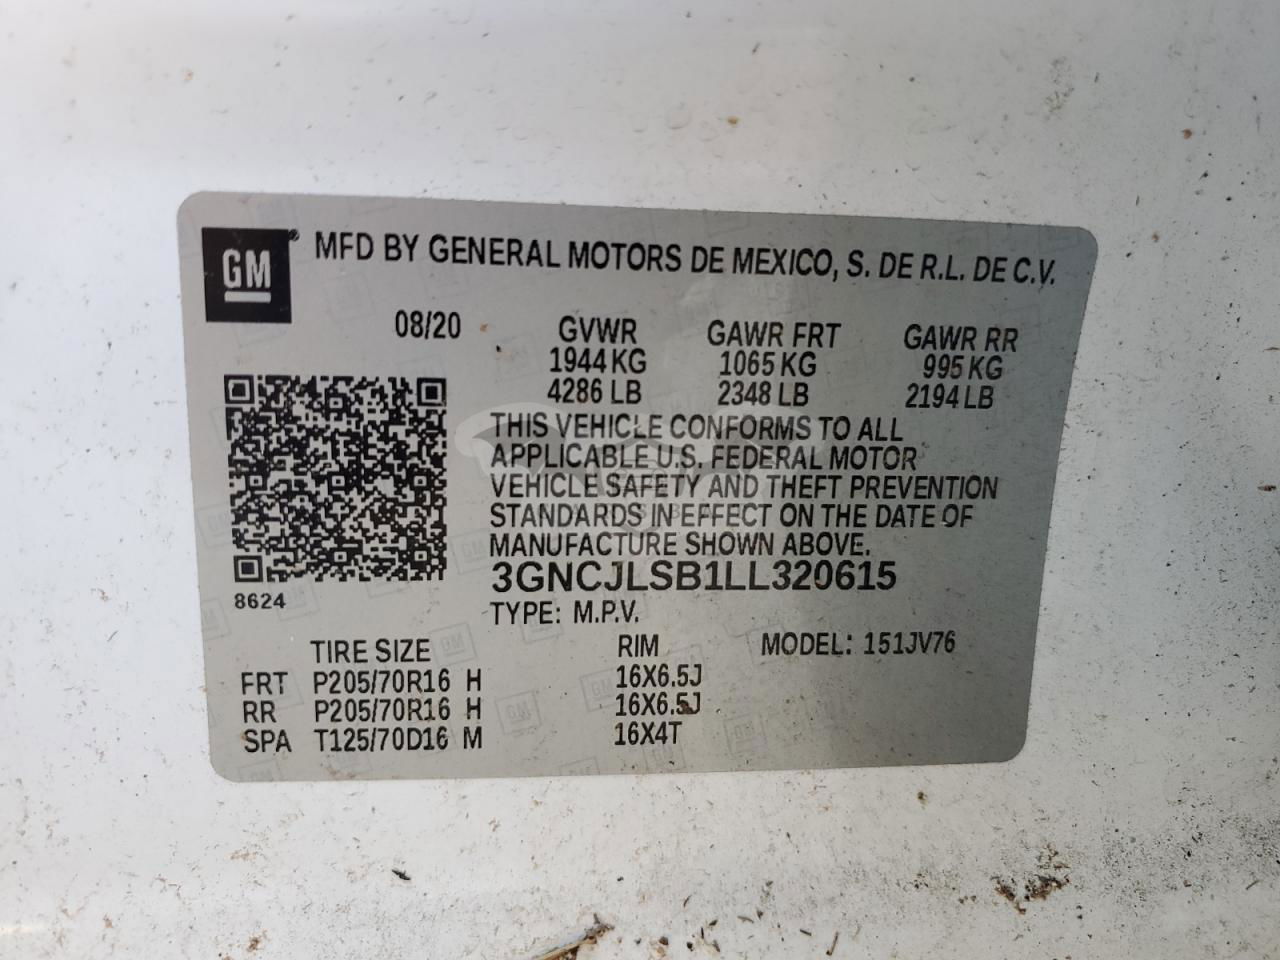 GM MFD BY GENERAL MOTORS DE MEXICO, S. DE R.L. DE C.V.
08/20 GVWR GAWR FRT GAWR RR
1944 KG 1065 KG 995 KG
4286 LB 2348 LB 2194 LB
THIS VEHICLE CONFORMS TO ALL
APPLICABLE U.S. FEDERAL MOTOR
VEHICLE SAFETY AND THEFT PREVENTION
STANDARDS IN EFFECT ON THE DATE OF
MANUFACTURE SHOWN ABOVE.
3GNCJLSB1LL320615
8624
TYPE: M.P.V.
TIRE SIZE RIM MODEL: 151JV76
FRT P205/70R16 H 16X6.5J
RR P205/70R16 H 16X6.5J
SPA T125/70D16 M 16X4T